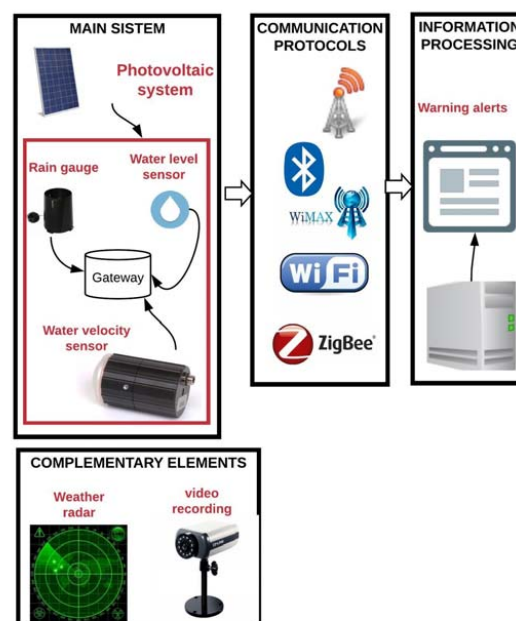 MAIN SISTEM
Photovoltaic
system
Rain gauge
Water level
sensor
Gateway
Water velocity
sensor
COMMUNICATION
PROTOCOLS
WiMAX
Wi Fi
ZigBee®
INFORMATION
PROCESSING
Warning alerts
COMPLEMENTARY ELEMENTS
Weather
radar
video
recording